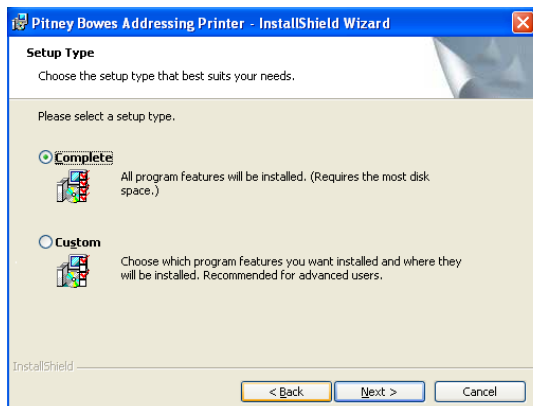 Pitney Bowes Addressing Printer - InstallShield Wizard
Setup Type
Choose the setup type that best suits your needs.
Please select a setup type.
Complete
All program features will be installed. (Requires the most disk
space.)
Custom
Choose which program features you want installed and where they
will be installed. Recommended for advanced users.
InstallShield
< Back Next > Cancel